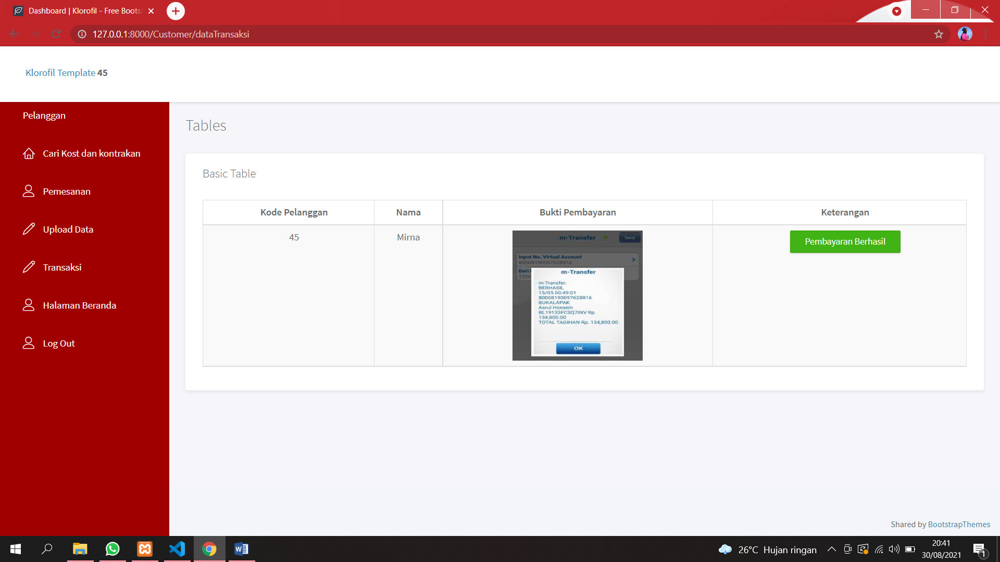 Dashboard | Klorofil - Free Boots
127.0.0.1:8000/Customer/dataTransaksi
Klorofil Template 45
Pelanggan
Cari Kost dan kontrakan
Pemesanan
Upload Data
Transaksi
Halaman Beranda
Log Out
Tables
Basic Table
Kode Pelanggan Nama Bukti Pembayaran Keterangan
45 Mirna Pembayaran Berhasil
m-Transfer Send
Input No. Virtual Account
80008190097628816
Dari
m-Transfer
m-Transfer:
BERHASIL
15/05 00:49:01
80008190097628816
BUKALAPAK
Asrul Hoesein
BL19133FCSQ7INV Rp.
134,800.00
TOTAL TAGIHAN Rp. 134,800.00
OK
Shared by BootstrapThemes
26°C Hujan ringan
20:41
30/08/2021
1